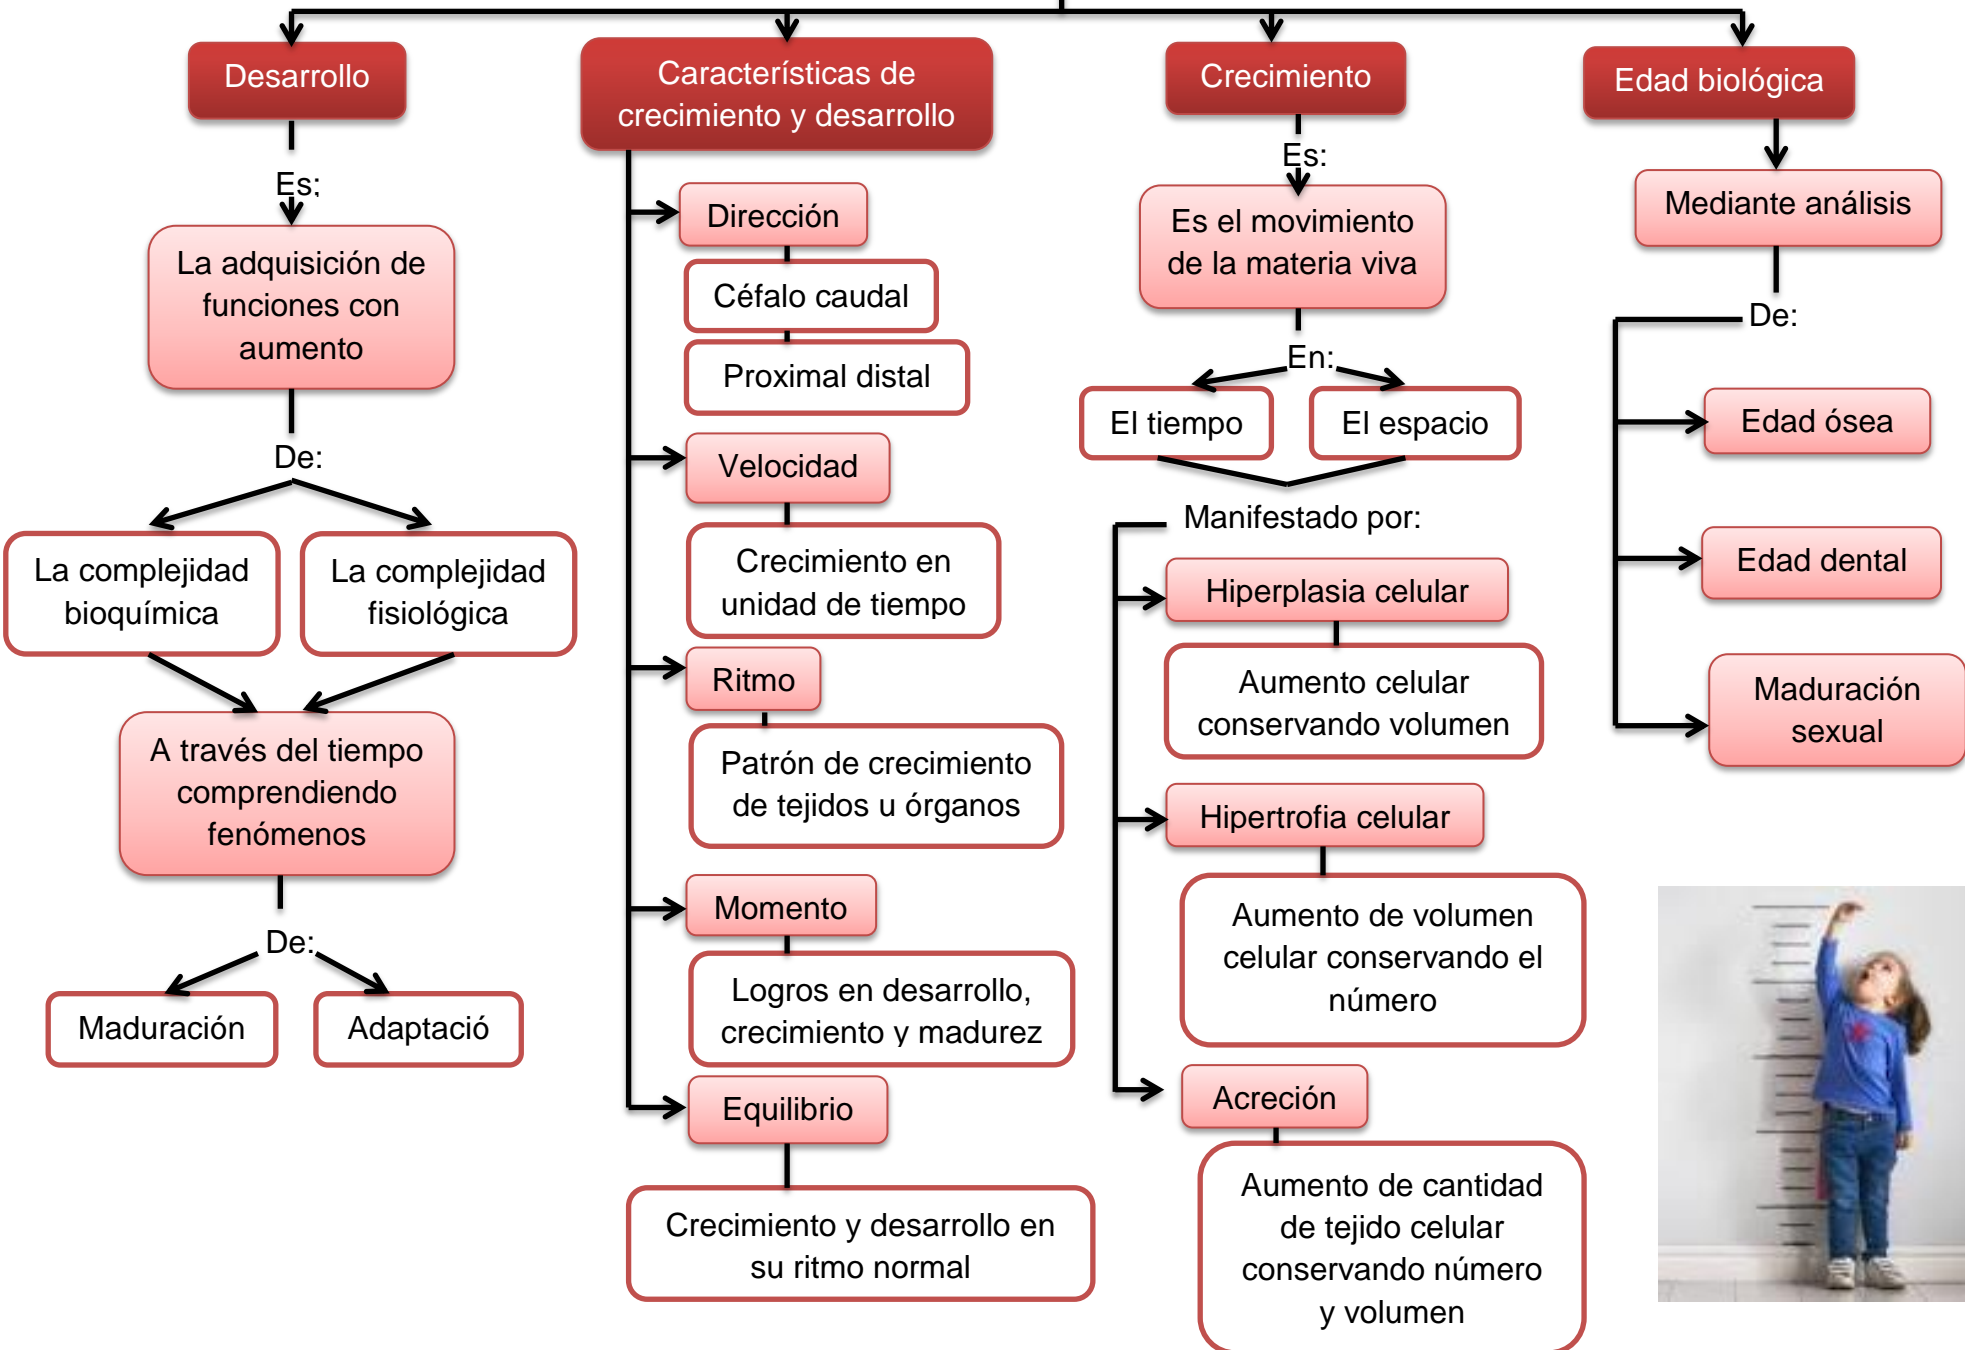 Desarrollo
Es:
La adquisición de
funciones con
aumento
De:
La complejidad
bioquímica
La complejidad
fisiológica
A través del tiempo
comprendiendo
fenómenos
De:
Maduración
Adaptació
Características de
crecimiento y desarrollo
Dirección
Céfalo caudal
Proximal distal
Velocidad
Crecimiento en
unidad de tiempo
Ritmo
Patrón de crecimiento
de tejidos u órganos
Momento
Logros en desarrollo,
crecimiento y madurez
Equilibrio
Crecimiento y desarrollo en
su ritmo normal
Crecimiento
Es:
Es el movimiento
de la materia viva
En:
El tiempo
El espacio
Manifestado por:
Hiperplasia celular
Aumento celular
conservando volumen
Hipertrofia celular
Aumento de volumen
celular conservando el
número
Acreción
Aumento de cantidad
de tejido celular
conservando número
y volumen
Edad biológica
Mediante análisis
De:
Edad ósea
Edad dental
Maduración
sexual